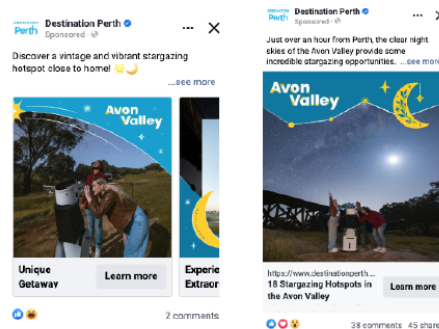 Perth
Destination Perth
Sponsored
Discover a vintage and vibrant stargazing
hotspot close to home!
...see more
Avon
Valley
Unique
Getaway
Learn more
Experie
Extraor
2 comments
Perth
Destination Perth
Sponsored
Just over an hour from Perth, the clear night
skies of the Avon Valley provide some
incredible stargazing opportunities. ...see more
Avon
Valley
https://www.destinationperth....
18 Stargazing Hotspots in
the Avon Valley
Learn more
38 comments 45 share